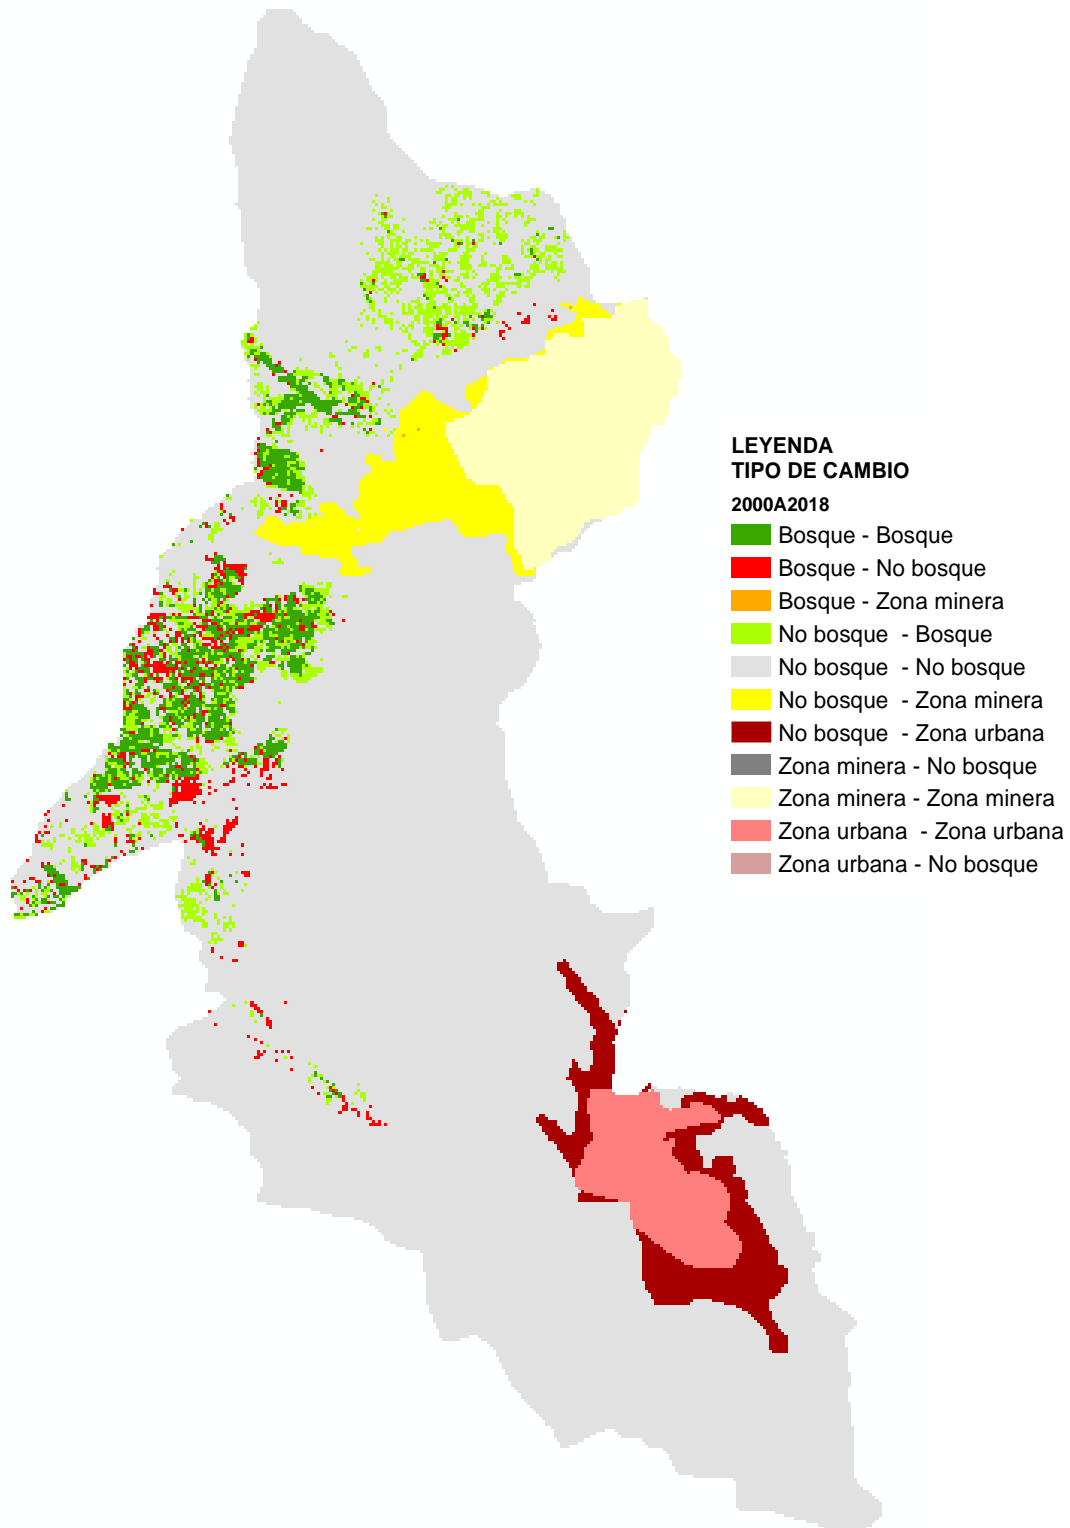 LEYENDA
TIPO DE CAMBIO
2000A2018
Bosque - Bosque
Bosque - No bosque
Bosque - Zona minera
No bosque - Bosque
No bosque - No bosque
No bosque - Zona minera
No bosque - Zona urbana
Zona minera - No bosque
Zona minera - Zona minera
Zona urbana - Zona urbana
Zona urbana - No bosque